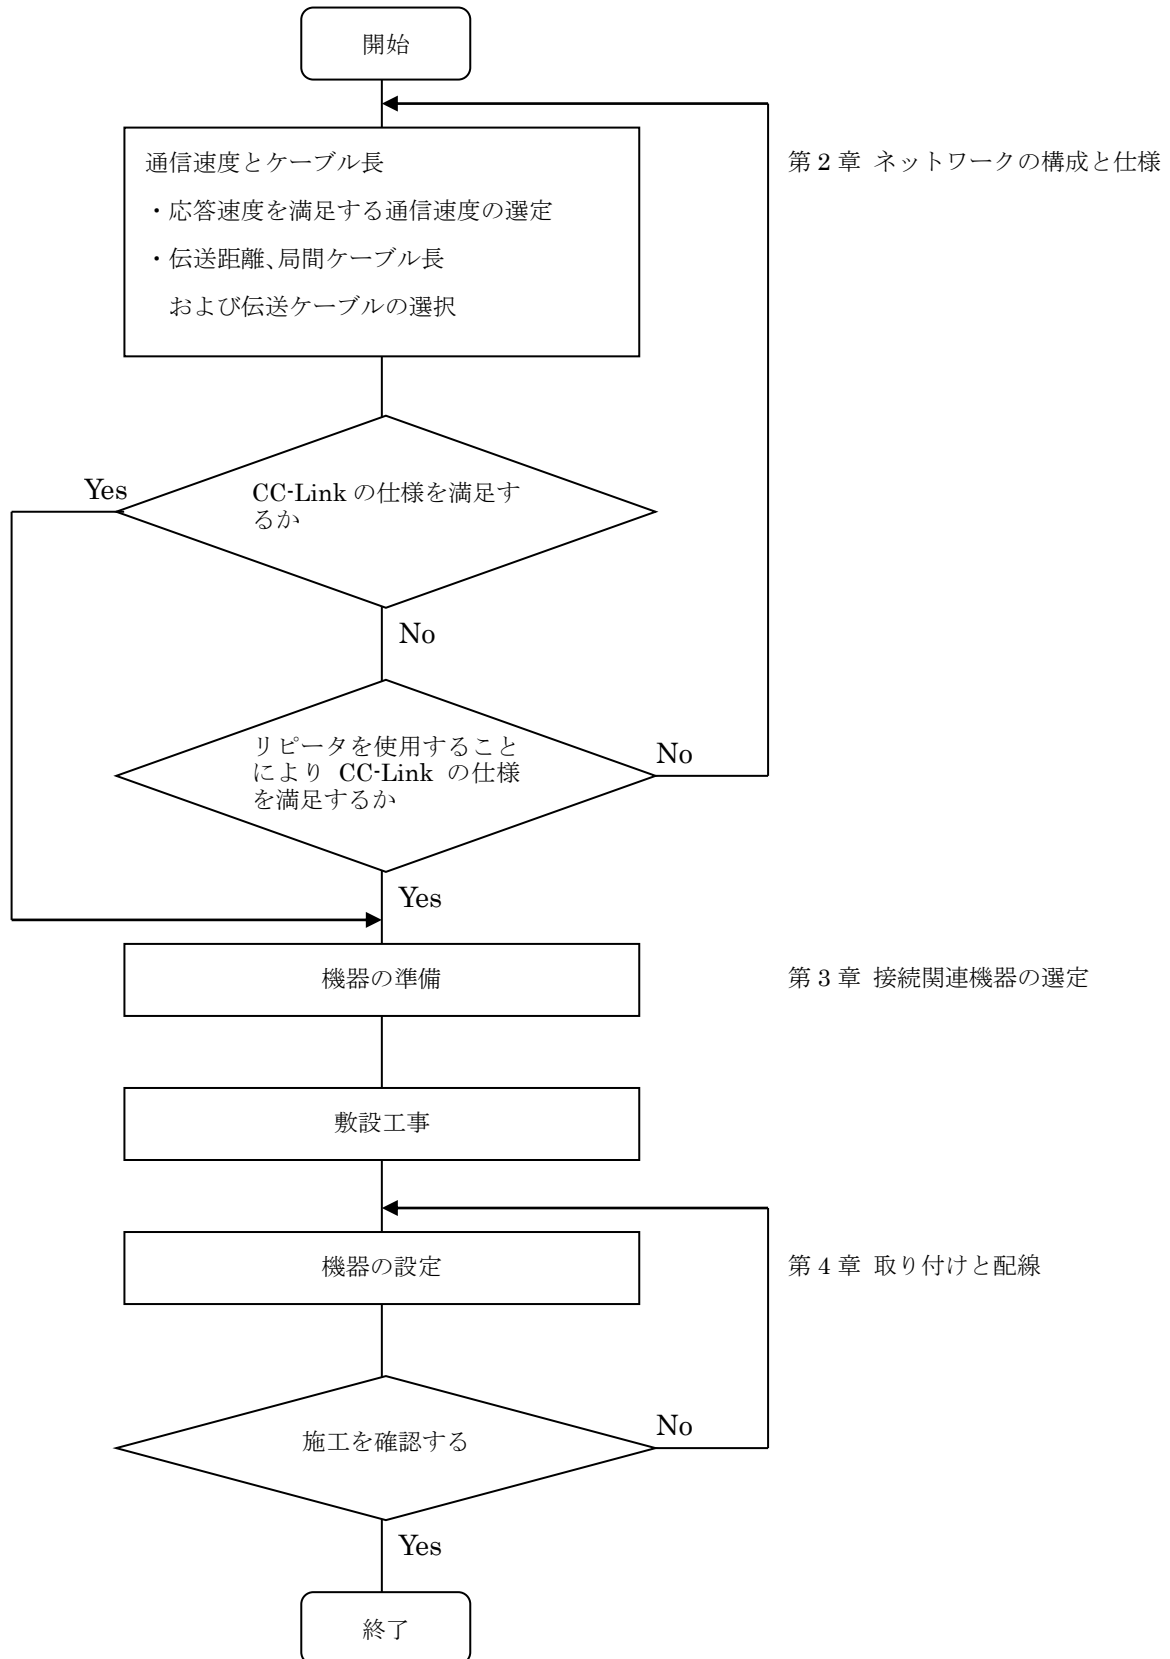 開始
通信速度とケーブル長
第 2 章 ネットワークの構成と仕様
・応答速度を満足する通信速度の選定
・伝送距離、局間ケーブル長
および伝送ケーブルの選択
Yes
CC-Link の仕様を満足す
るか
No
リピータを使用すること
により CC-Link の仕様
を満足するか
No
Yes
機器の準備
第 3 章 接続関連機器の選定
敷設工事
機器の設定
第 4 章 取り付けと配線
施工を確認する
No
Yes
終了